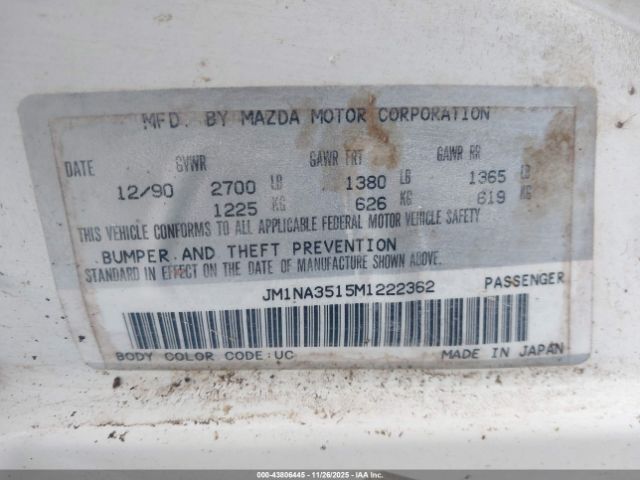 MFD. BY MAZDA MOTOR CORPORATION
DATE GVWR GAWR FRT GAWR RR
12/90 2700 LB 1380 LB 1365 LB
1225 KG 626 KG 619 KG
THIS VEHICLE CONFORMS TO ALL APPLICABLE FEDERAL MOTOR VEHICLE SAFETY
BUMPER AND THEFT PREVENTION
STANDARD IN EFFECT ON THE DATE OF MANUFACTURE SHOWN ABOVE.
JM1NA3515M1222362 PASSENGER
BODY COLOR CODE:UC MADE IN JAPAN
000-43806445 - 11/26/2025 - IAAI.COM